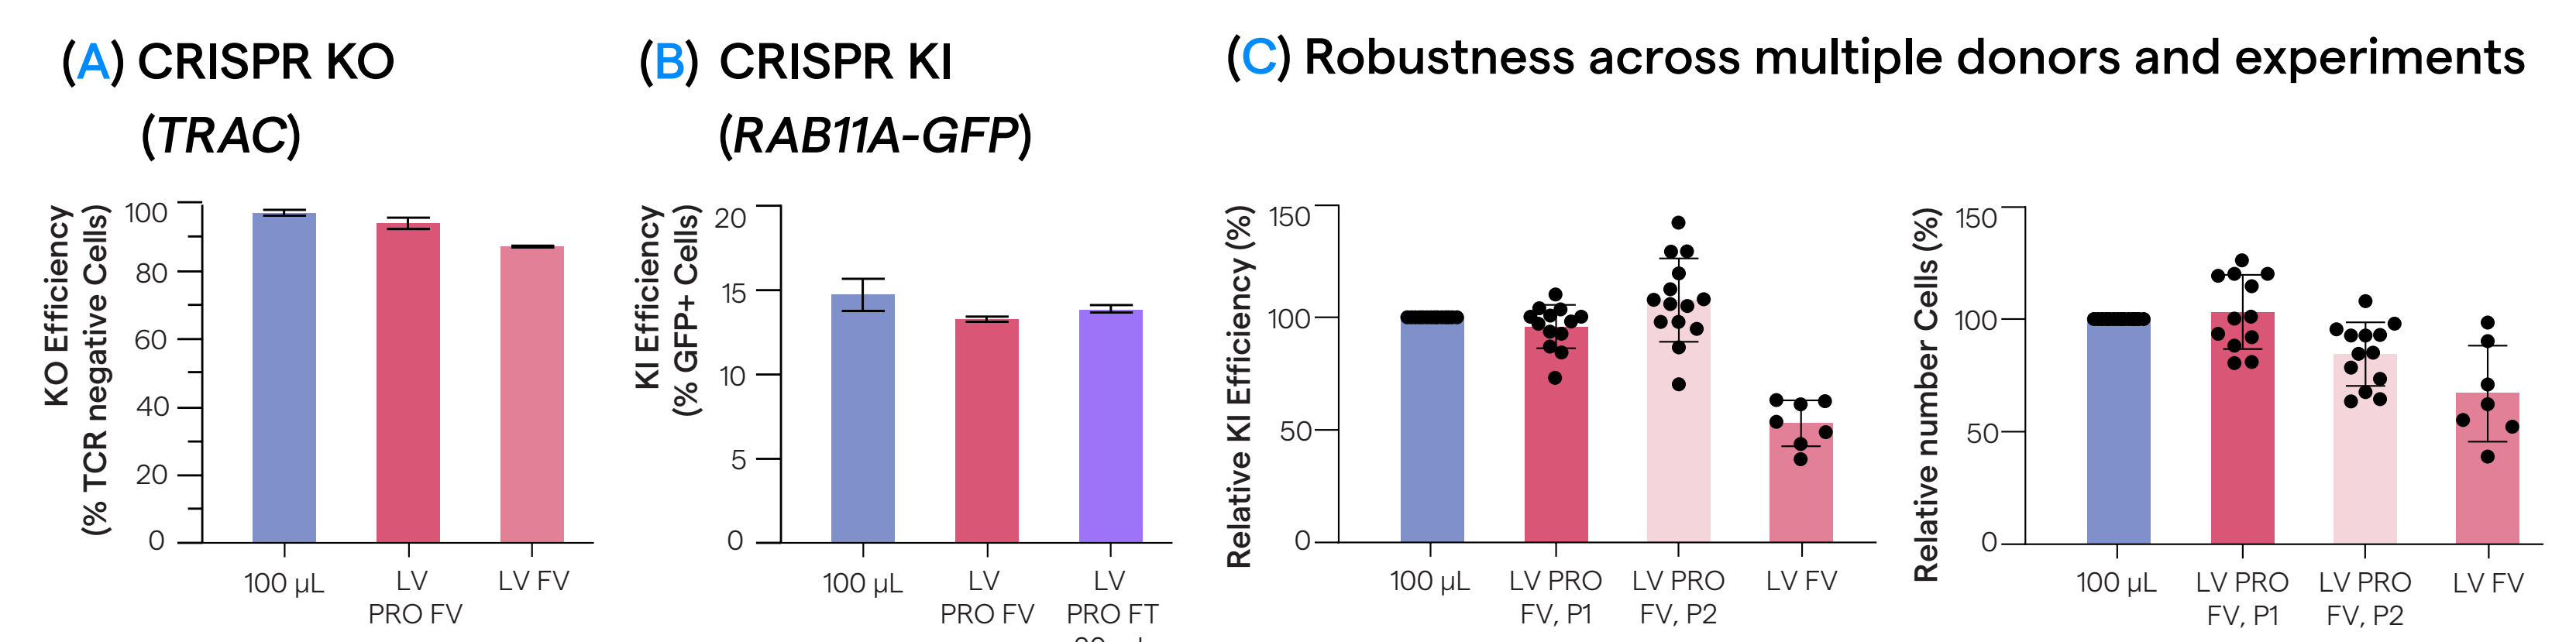 (A) CRISPR KO
(TRAC)
KO Efficiency
(% TCR negative Cells)
100
80
60
40
20
0
100 µL
LV
PRO FV
LV FV
(B) CRISPR KI
(RAB11A-GFP)
KI Efficiency
(% GFP+ Cells)
20
15
10
5
0
100 µL
LV
PRO FV
LV
PRO FT
(C) Robustness across multiple donors and experiments
Relative KI Efficiency (%)
150
100
50
0
100 µL
LV PRO
FV, P1
LV PRO
FV, P2
LV FV
Relative number Cells (%)
150
100
50
0
100 µL
LV PRO
FV, P1
LV PRO
FV, P2
LV FV